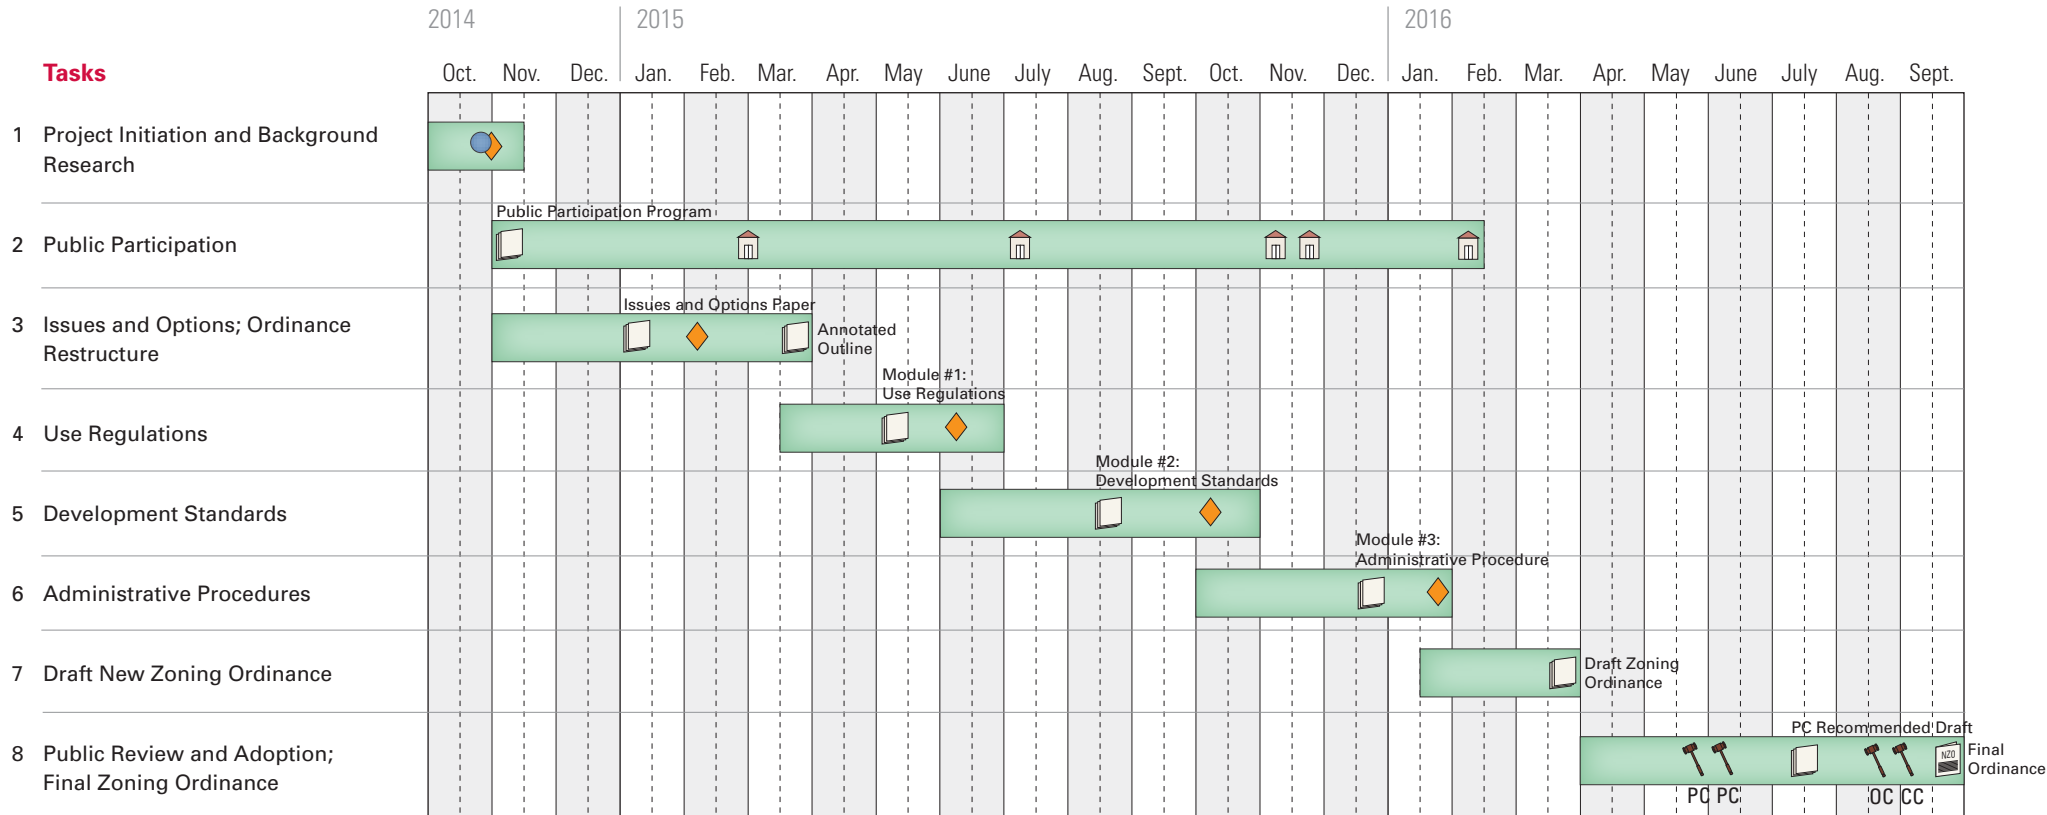 2014 2015 2016
Tasks Oct. Nov. Dec. Jan. Feb. Mar. Apr. May June July Aug. Sept. Oct. Nov. Dec. Jan. Feb. Mar. Apr. May June July Aug. Sept.
1 Project Initiation and Background
Research
Public Participation Program
2 Public Participation
Issues and Options Paper
3 Issues and Options; Ordinance
Restructure
Annotated
Outline
Module #1:
Use Regulations
4 Use Regulations
Module #2:
Development Standards
5 Development Standards
Module #3:
Administrative Procedure
6 Administrative Procedures
7 Draft New Zoning Ordinance
Draft Zoning
Ordinance
PC Recommended Draft
8 Public Review and Adoption;
Final Zoning Ordinance
NZO
Final
Ordinance
PC PC OC CC